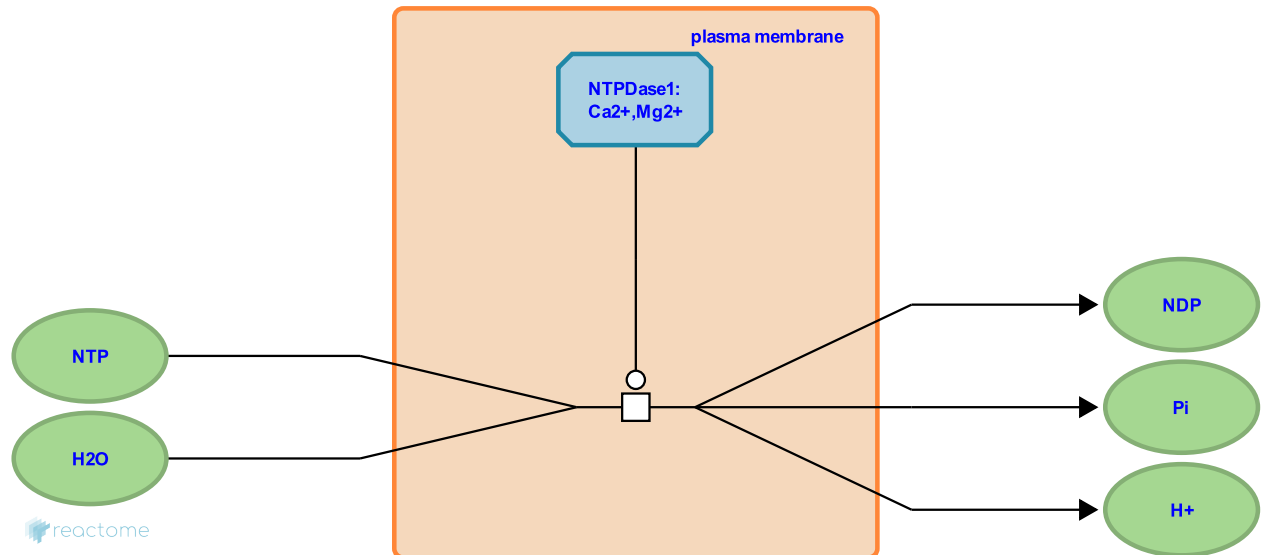 plasma membrane
NTPDase1:
Ca2+,Mg2+
NTP
H2O
NDP
Pi
H+
reactome